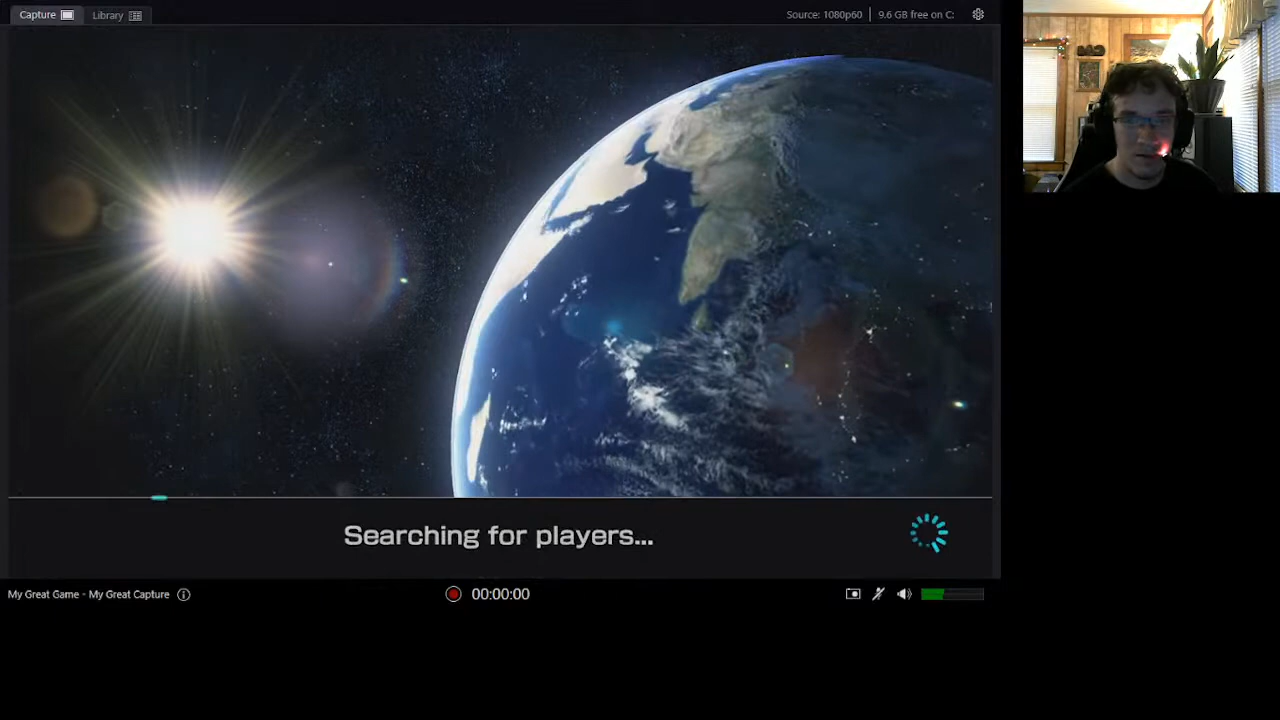 Capture
Library
Source: 1080p60
9.6 GB free on C:
Searching for players...
My Great Game - My Great Capture
00:00:00